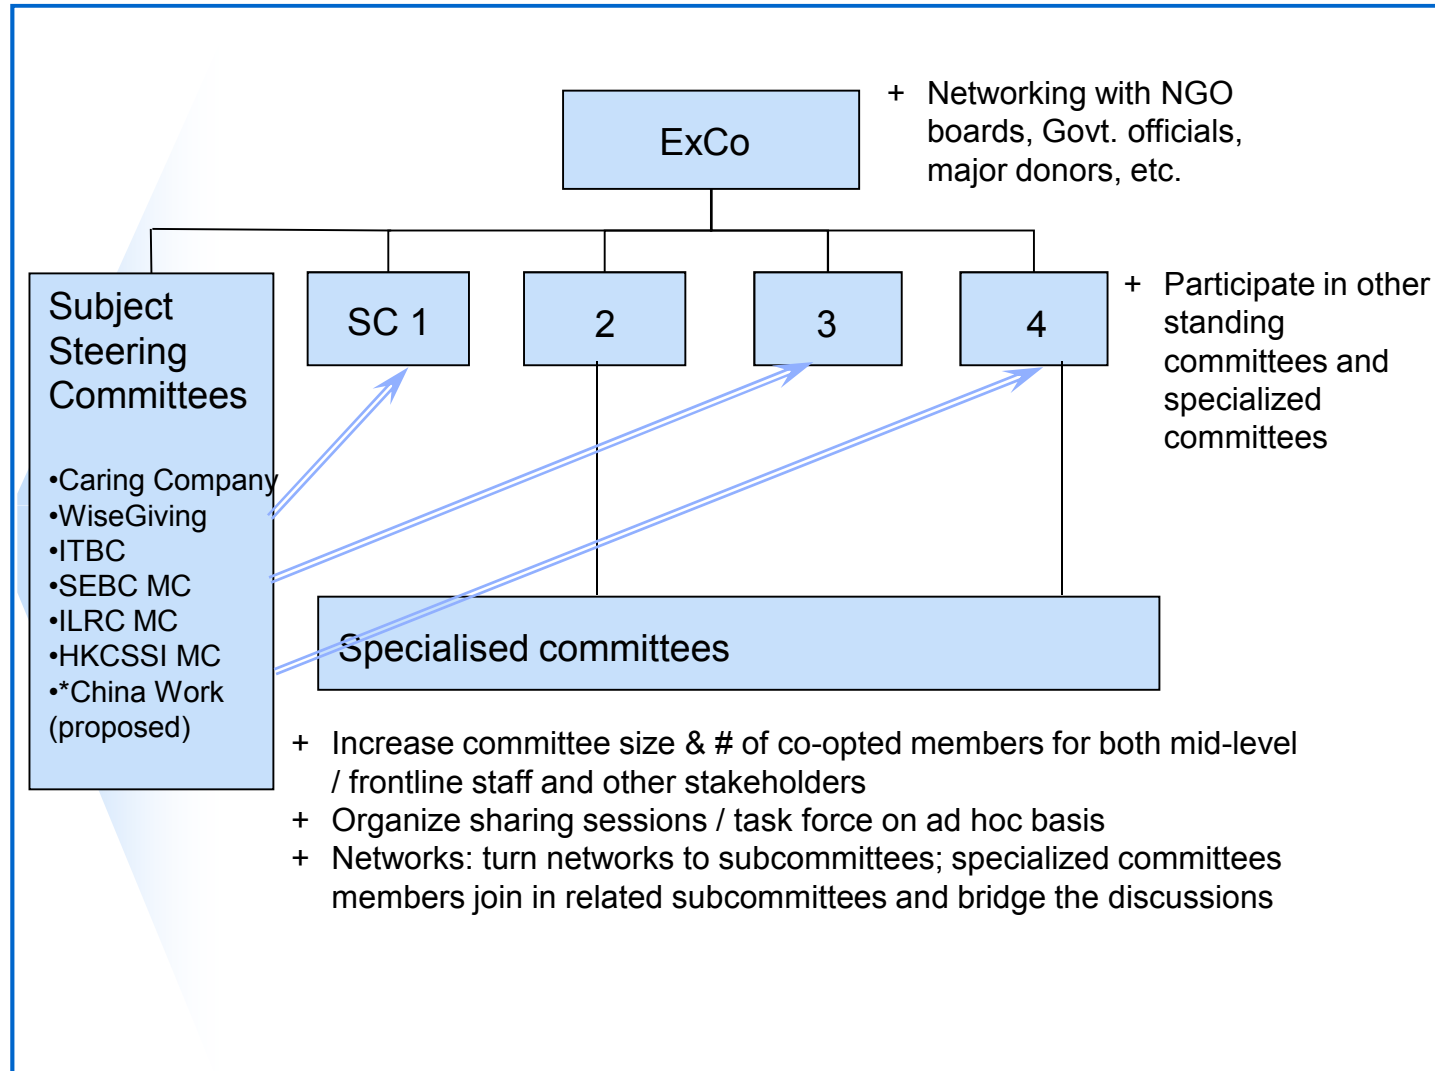 ExCo
+ Networking with NGO
boards, Govt. officials,
major donors, etc.
Subject
Steering
Committees
•Caring Company
•WiseGiving
•ITBC
•SEBC MC
•ILRC MC
•HKCSSI MC
•*China Work
(proposed)
SC 1
2
3
4
+ Participate in other
standing
committees and
specialized
committees
Specialised committees
+ Increase committee size & # of co-opted members for both mid-level
/ frontline staff and other stakeholders
+ Organize sharing sessions / task force on ad hoc basis
+ Networks: turn networks to subcommittees; specialized committees
members join in related subcommittees and bridge the discussions